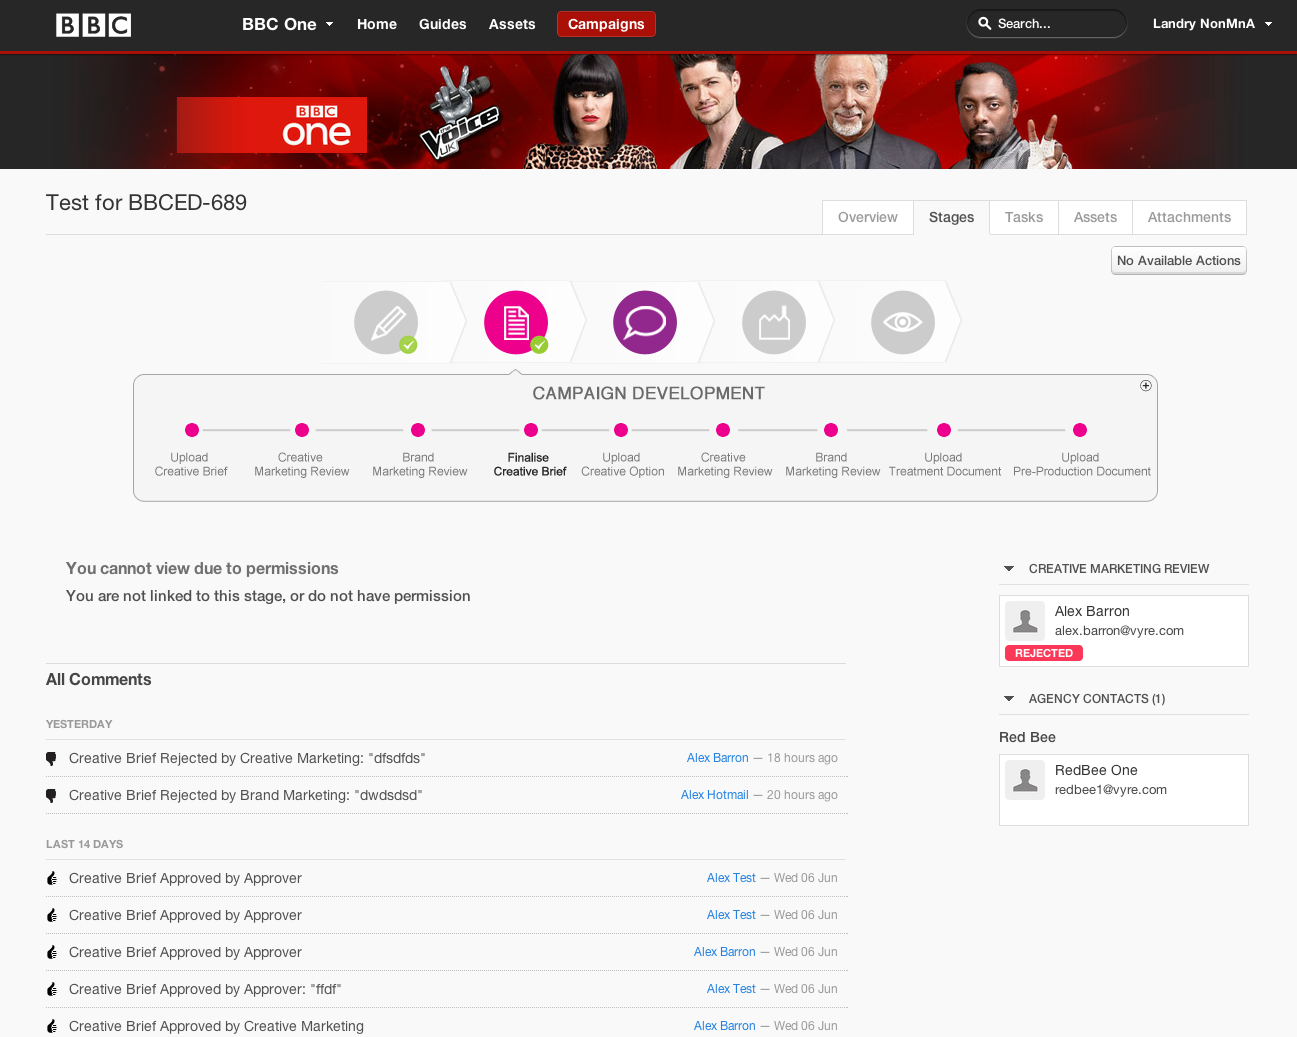 BBC
BBC One
Home
Guides
Assets
Campaigns
Search...
Landry NonMnA
BBC
one
the
Voice
UK
Test for BBCED-689
Overview
Stages
Tasks
Assets
Attachments
No Available Actions
CAMPAIGN DEVELOPMENT
Upload
Creative Brief
Creative
Marketing Review
Brand
Marketing Review
Finalise
Creative Brief
Upload
Creative Option
Creative
Marketing Review
Brand
Marketing Review
Upload
Treatment Document
Upload
Pre-Production Document
You cannot view due to permissions
You are not linked to this stage, or do not have permission
All Comments
YESTERDAY
Creative Brief Rejected by Creative Marketing: "dfsdfds" Alex Barron — 18 hours ago
Creative Brief Rejected by Brand Marketing: "dwdsdsd" Alex Hotmail — 20 hours ago
LAST 14 DAYS
Creative Brief Approved by Approver Alex Test — Wed 06 Jun
Creative Brief Approved by Approver Alex Test — Wed 06 Jun
Creative Brief Approved by Approver Alex Barron — Wed 06 Jun
Creative Brief Approved by Approver: "ffdf" Alex Test — Wed 06 Jun
Creative Brief Approved by Creative Marketing Alex Barron — Wed 06 Jun
CREATIVE MARKETING REVIEW
Alex Barron
alex.barron@vyre.com
REJECTED
AGENCY CONTACTS (1)
Red Bee
RedBee One
redbee1@vyre.com